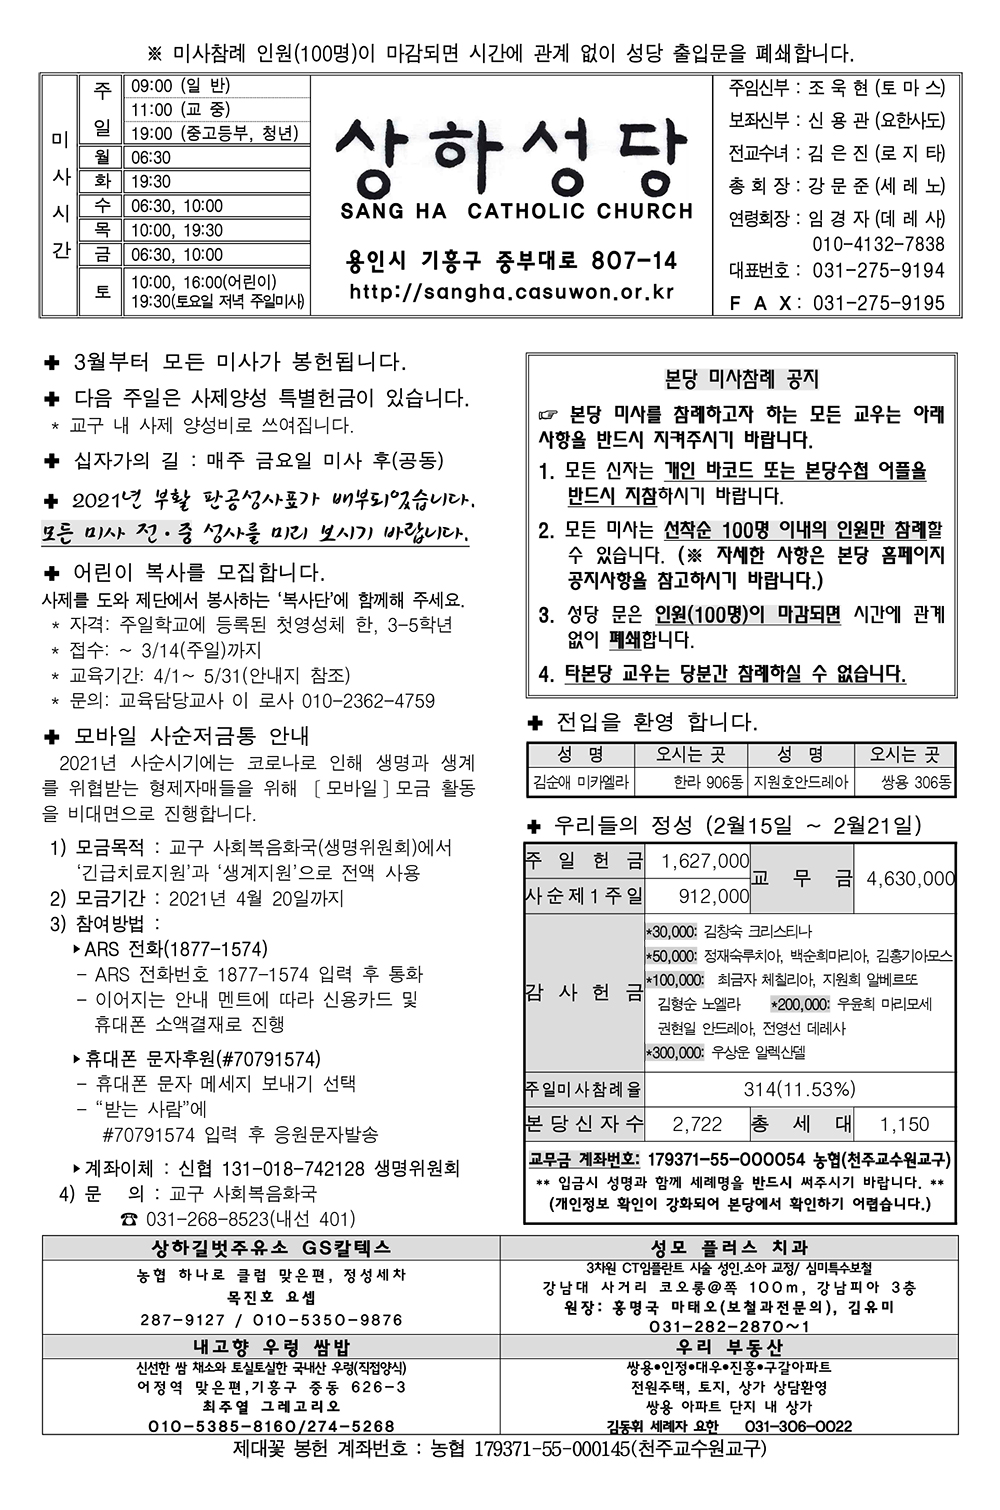 ※ 미사참례 인원(100명)이 마감되면 시간에 관계 없이 성당 출입문을 폐쇄합니다.
미사시간
주일 09:00 (일 반)
11:00 (교 중)
19:00 (중고등부, 청년)
월 06:30
화 19:30
수 06:30, 10:00
목 10:00, 19:30
금 06:30, 10:00
토 10:00, 16:00(어린이)
19:30(토요일 저녁 주일미사)
상하성당
SANG HA CATHOLIC CHURCH
용인시 기흥구 중부대로 807-14
http://sangha.casuwon.or.kr
주임신부 : 조 욱 현 (토 마 스)
보좌신부 : 신 용 관 (요한사도)
전교수녀 : 김 은 진 (로 지 타)
총 회 장 : 강 문 준 (세 레 노)
연령회장 : 임 경 자 (데 레 사)
010-4132-7838
대표번호 : 031-275-9194
F A X : 031-275-9195
✚ 3월부터 모든 미사가 봉헌됩니다.
✚ 다음 주일은 사제양성 특별헌금이 있습니다.
* 교구 내 사제 양성비로 쓰여집니다.
✚ 십자가의 길 : 매주 금요일 미사 후(공동)
✚ 2021년 부활 판공성사표가 배부되었습니다.
모든 미사 전·중 성사를 미리 보시기 바랍니다.
✚ 어린이 복사를 모집합니다.
사제를 도와 제단에서 봉사하는 '복사단'에 함께해 주세요.
* 자격: 주일학교에 등록된 첫영성체 한, 3-5학년
* 접수: ~ 3/14(주일)까지
* 교육기간: 4/1~ 5/31(안내지 참조)
* 문의: 교육담당교사 이 로사 010-2362-4759
✚ 모바일 사순저금통 안내
2021년 사순시기에는 코로나로 인해 생명과 생계
를 위협받는 형제자매들을 위해 [모바일] 모금 활동
을 비대면으로 진행합니다.
1) 모금목적 : 교구 사회복음화국(생명위원회)에서
'긴급치료지원'과 '생계지원'으로 전액 사용
2) 모금기간 : 2021년 4월 20일까지
3) 참여방법 :
▸ARS 전화(1877-1574)
- ARS 전화번호 1877-1574 입력 후 통화
- 이어지는 안내 멘트에 따라 신용카드 및
휴대폰 소액결재로 진행
▸휴대폰 문자후원(#70791574)
- 휴대폰 문자 메세지 보내기 선택
- "받는 사람"에
#70791574 입력 후 응원문자발송
▸계좌이체 : 신협 131-018-742128 생명위원회
4) 문 의 : 교구 사회복음화국
☎ 031-268-8523(내선 401)
본당 미사참례 공지
☞ 본당 미사를 참례하고자 하는 모든 교우는 아래
사항을 반드시 지켜주시기 바랍니다.
1. 모든 신자는 개인 바코드 또는 본당수첩 어플을
반드시 지참하시기 바랍니다.
2. 모든 미사는 선착순 100명 이내의 인원만 참례할
수 있습니다. (※ 자세한 사항은 본당 홈페이지
공지사항을 참고하시기 바랍니다.)
3. 성당 문은 인원(100명)이 마감되면 시간에 관계
없이 폐쇄합니다.
4. 타본당 교우는 당분간 참례하실 수 없습니다.
✚ 전입을 환영 합니다.
성 명 오시는 곳 성 명 오시는 곳
김순애 미카엘라 한라 906동 지원호안드레아 쌍용 306동
✚ 우리들의 정성 (2월15일 ~ 2월21일)
주 일 헌 금 1,627,000 교 무 금 4,630,000
사순제1주일 912,000
감 사 헌 금
*30,000: 김창숙 크리스티나
*50,000: 정재숙루치아, 백순희마리아, 김홍기아모스
*100,000: 최금자 체칠리아, 지원희 알베르또
김형순 노엘라 *200,000: 우윤희 마리모세
권현일 안드레아, 전영선 데레사
*300,000: 우상운 알렉산델
주일미사참례율 314(11.53%)
본당신자수 2,722 총 세 대 1,150
교무금 계좌번호: 179371-55-000054 농협(천주교수원교구)
** 입금시 성명과 함께 세례명을 반드시 써주시기 바랍니다. **
(개인정보 확인이 강화되어 본당에서 확인하기 어렵습니다.)
상하길벗주유소 GS칼텍스
농협 하나로 클럽 맞은편, 정성세차
목진호 요셉
287-9127 / 010-5350-9876
성모 플러스 치과
3차원 CT임플란트 시술 성인.소아 교정/ 심미특수보철
강남대 사거리 코오롱@쪽 100m, 강남피아 3층
원장: 홍명국 마태오(보철과전문의), 김유미
031-282-2870~1
내고향 우렁 쌈밥
신선한 쌈 채소와 토실토실한 국내산 우렁(직접양식)
어정역 맞은편,기흥구 중동 626-3
최주열 그레고리오
010-5385-8160/274-5268
우리 부동산
쌍용•인정•대우•진흥•구갈아파트
전원주택, 토지, 상가 상담환영
쌍용 아파트 단지 내 상가
김동휘 세례자 요한 031-306-0022
제대꽃 봉헌 계좌번호 : 농협 179371-55-000145(천주교수원교구)